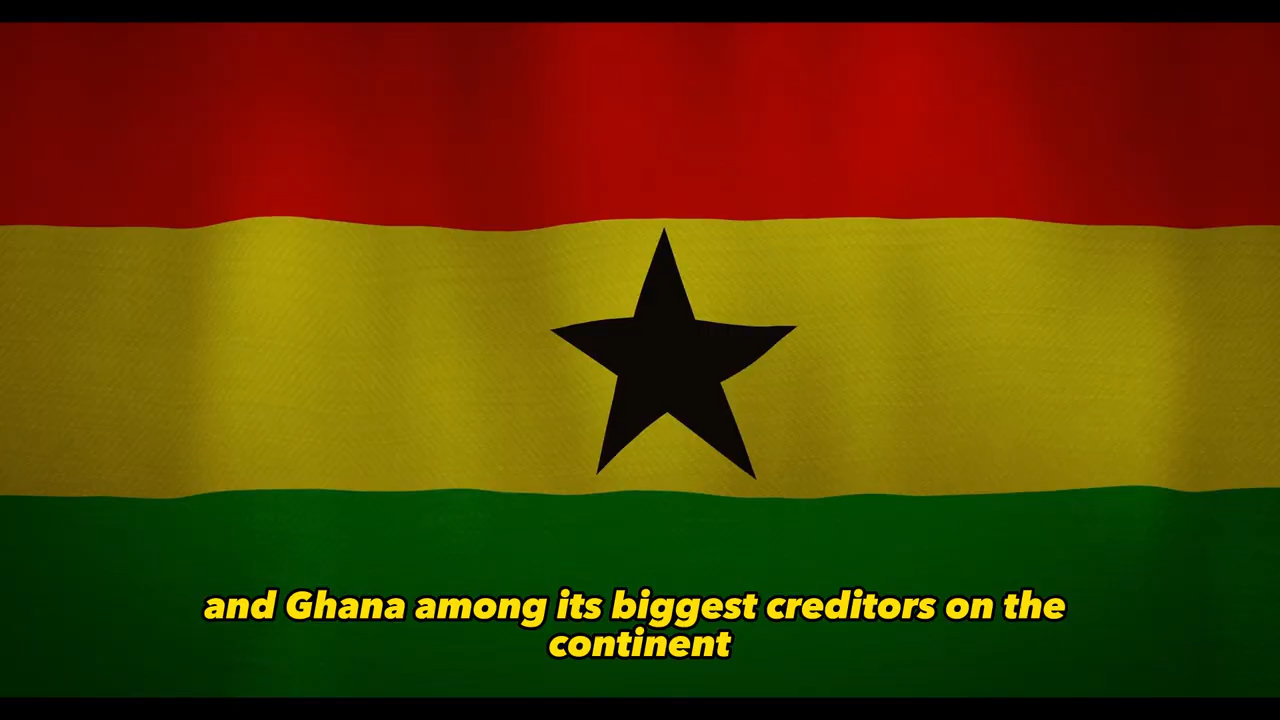 and Ghana among its biggest creditors on the
continent